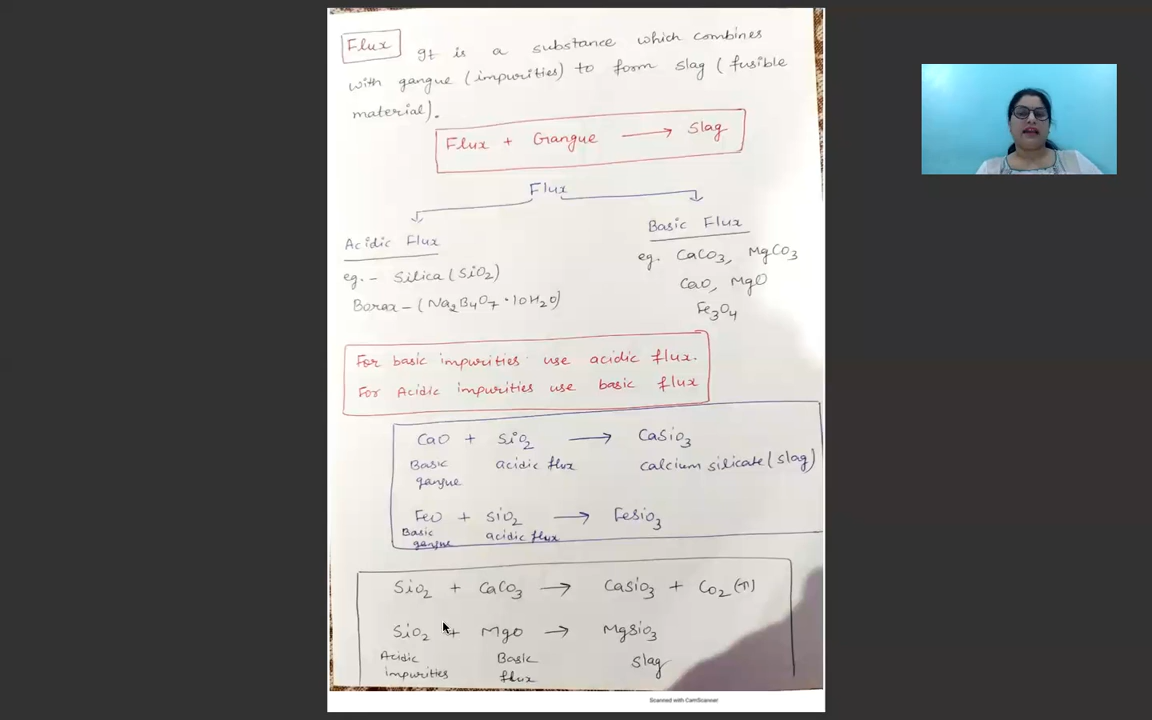 Flux It is a substance which combines
with gangue (impurities) to form slag (fusible
material).
Flux + Gangue ⟶ Slag
Flux
Acidic Flux
eg. - Silica (SiO₂)
Borax - (Na₂B₄O₇·10H₂O)
Basic Flux
eg. CaCO₃, MgCO₃
CaO, MgO
Fe₃O₄
For basic impurities use acidic flux.
For Acidic impurities use basic flux
CaO + SiO₂ ⟶ CaSiO₃
Basic gangue acidic flux calcium silicate (slag)
FeO + SiO₂ ⟶ FeSiO₃
Basic gangue acidic flux
SiO₂ + CaCO₃ ⟶ CaSiO₃ + CO₂(↑)
SiO₂ + MgO ⟶ MgSiO₃
Acidic Basic Slag
impurities flux
Scanned with CamScanner